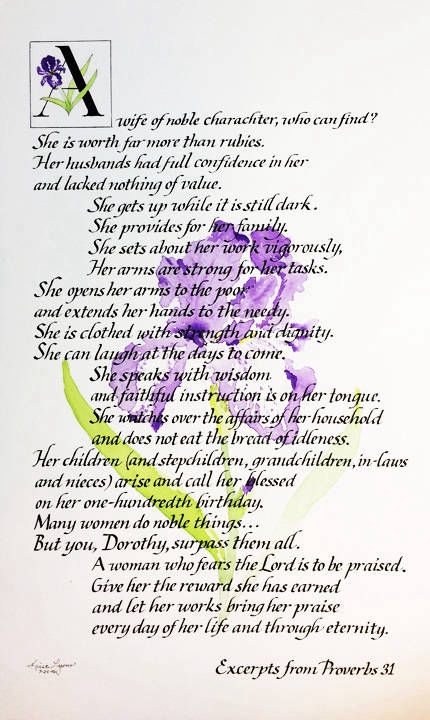 A wife of noble charachter, who can find?
She is worth far more than rubies.
Her husbands had full confidence in her
and lacked nothing of value.
She gets up while it is still dark.
She provides for her family.
She sets about her work vigorously,
Her arms are strong for her tasks.
She opens her arms to the poor
and extends her hands to the needy.
She is clothed with strength and dignity.
She can laugh at the days to come.
She speaks with wisdom
and faithful instruction is on her tongue.
She watches over the affairs of her household
and does not eat the bread of idleness.
Her children (and stepchildren, grandchildren, in-laws
and nieces) arise and call her blessed
on her one-hundredth birthday.
Many women do noble things...
But you, Dorothy, surpass them all.
A woman who fears the Lord is to be praised.
Give her the reward she has earned
and let her works bring her praise
every day of her life and through eternity.
Excerpts from Proverbs 31